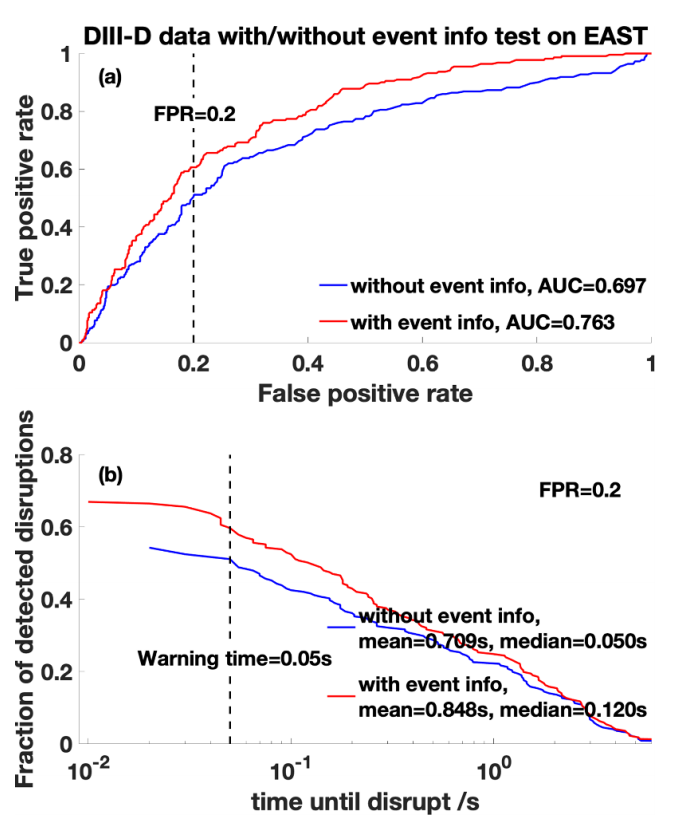 DIII-D data with/without event info test on EAST
(a)
FPR=0.2
True positive rate
1
0.8
0.6
0.4
0.2
0
without event info, AUC=0.697
with event info, AUC=0.763
0 0.2 0.4 0.6 0.8 1
False positive rate
(b)
FPR=0.2
Fraction of detected disruptions
0.8
0.6
0.4
0.2
0
without event info,
mean=0.709s, median=0.050s
Warning time=0.05s
with event info,
mean=0.848s, median=0.120s
10^-2 10^-1 10^0
time until disrupt /s